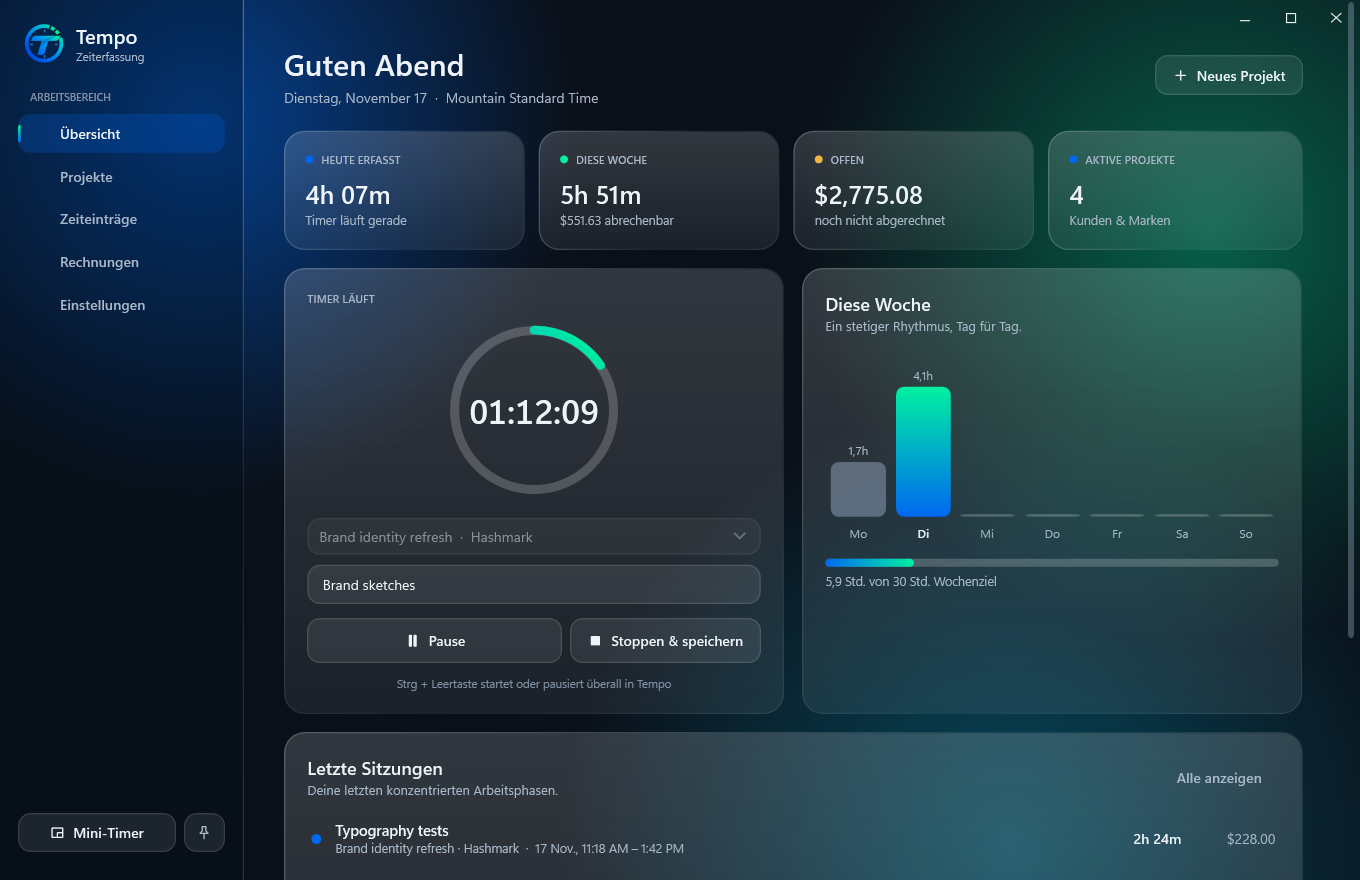 Tempo
Zeiterfassung
ARBEITSBEREICH
Übersicht
Projekte
Zeiteinträge
Rechnungen
Einstellungen
Mini-Timer
Guten Abend
Dienstag, November 17 · Mountain Standard Time
+ Neues Projekt
HEUTE ERFASST
4h 07m
Timer läuft gerade
DIESE WOCHE
5h 51m
$551.63 abrechenbar
OFFEN
$2,775.08
noch nicht abgerechnet
AKTIVE PROJEKTE
4
Kunden & Marken
TIMER LÄUFT
01:12:09
Brand identity refresh · Hashmark
Brand sketches
Pause
Stoppen & speichern
Strg + Leertaste startet oder pausiert überall in Tempo
Diese Woche
Ein stetiger Rhythmus, Tag für Tag.
4,1h
1,7h
Mo Di Mi Do Fr Sa So
5,9 Std. von 30 Std. Wochenziel
Letzte Sitzungen
Deine letzten konzentrierten Arbeitsphasen.
Alle anzeigen
Typography tests
Brand identity refresh · Hashmark · 17 Nov., 11:18 AM – 1:42 PM
2h 24m
$228.00